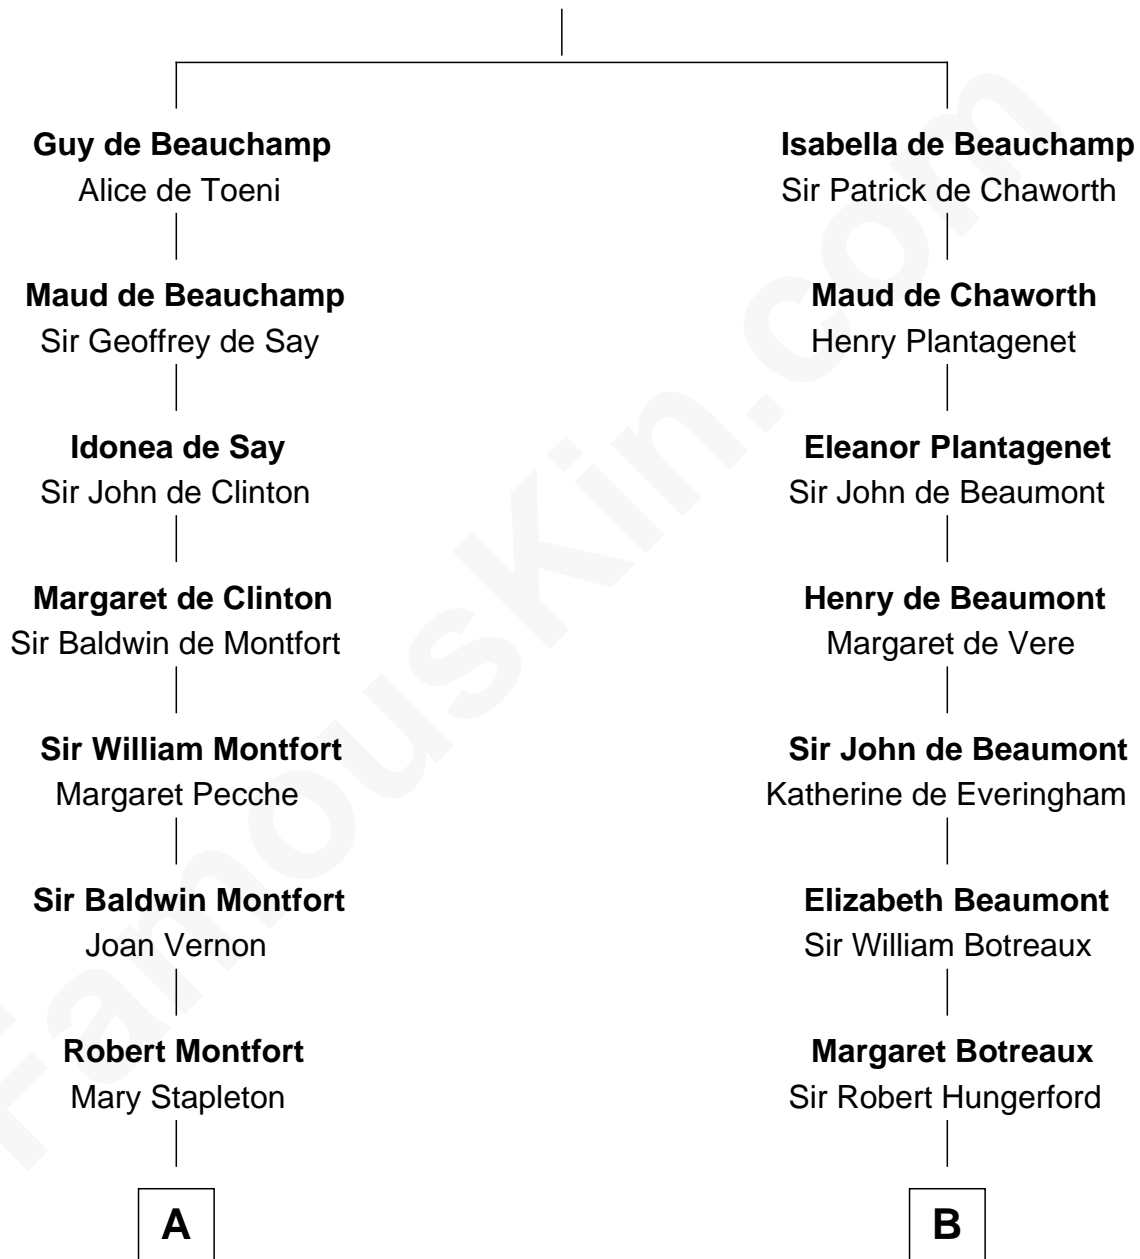 Guy de Beauchamp
Alice de Toeni
Maud de Beauchamp
Sir Geoffrey de Say
Idonea de Say
Sir John de Clinton
Margaret de Clinton
Sir Baldwin de Montfort
Sir William Montfort
Margaret Pecche
Sir Baldwin Montfort
Joan Vernon
Robert Montfort
Mary Stapleton
A
Isabella de Beauchamp
Sir Patrick de Chaworth
Maud de Chaworth
Henry Plantagenet
Eleanor Plantagenet
Sir John de Beaumont
Henry de Beaumont
Margaret de Vere
Sir John de Beaumont
Katherine de Everingham
Elizabeth Beaumont
Sir William Botreaux
Margaret Botreaux
Sir Robert Hungerford
B
FamousKin.com